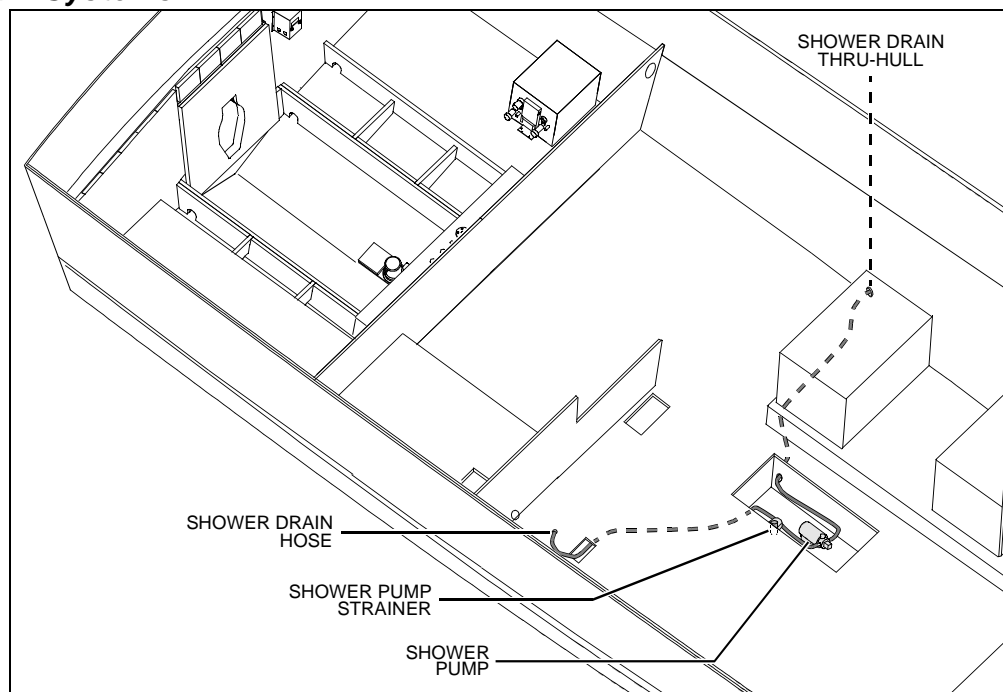 SHOWER DRAIN
THRU-HULL
SHOWER DRAIN
HOSE
SHOWER PUMP
STRAINER
SHOWER
PUMP